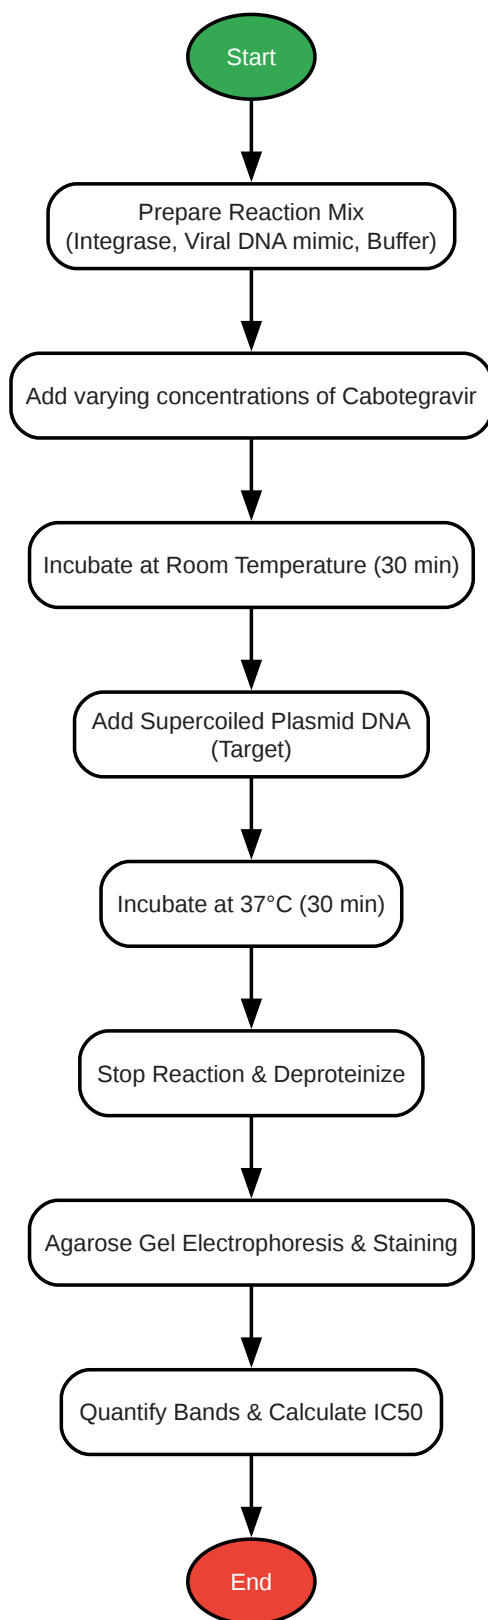 Start
Prepare Reaction Mix
(Integrase, Viral DNA mimic, Buffer)
Add varying concentrations of Cabotegravir
Incubate at Room Temperature (30 min)
Add Supercoiled Plasmid DNA
(Target)
Incubate at 37°C (30 min)
Stop Reaction & Deproteinize
Agarose Gel Electrophoresis & Staining
Quantify Bands & Calculate IC50
End